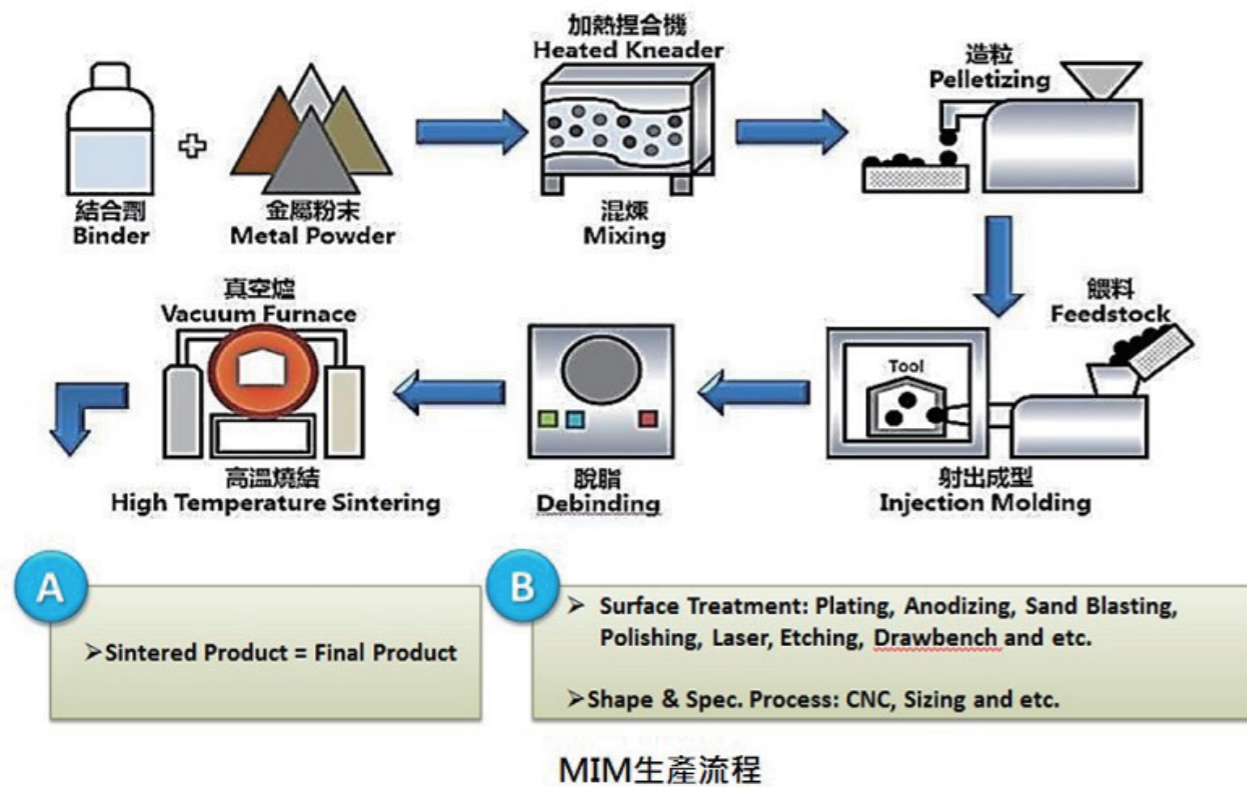 結合劑
Binder
金屬粉末
Metal Powder
加熱捏合機
Heated Kneader
混煉
Mixing
造粒
Pelletizing
餵料
Feedstock
Tool
射出成型
Injection Molding
脫脂
Debinding
真空爐
Vacuum Furnace
高溫燒結
High Temperature Sintering
A
➢Sintered Product = Final Product
B
➢ Surface Treatment: Plating, Anodizing, Sand Blasting,
Polishing, Laser, Etching, Drawbench and etc.
➢Shape & Spec. Process: CNC, Sizing and etc.
MIM生產流程